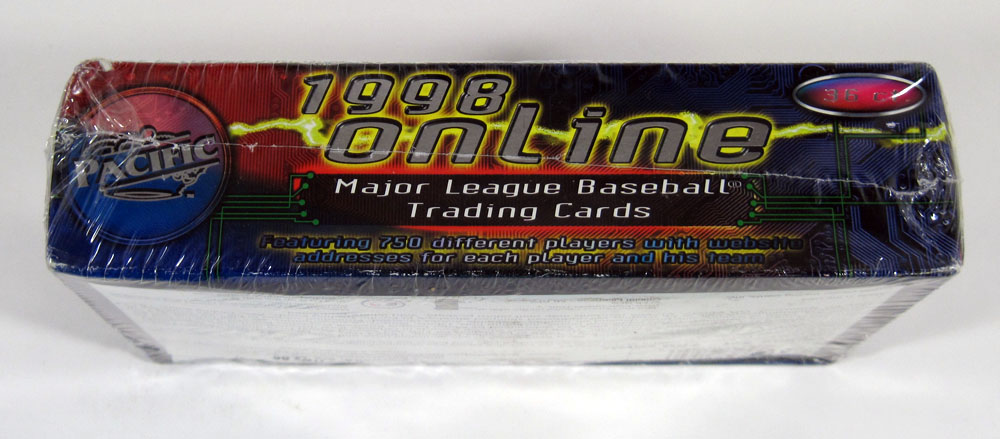 PACIFIC
1998
online
36 ct.
Major League Baseball®
Trading Cards
Featuring 750 different players with website
addresses for each player and his team